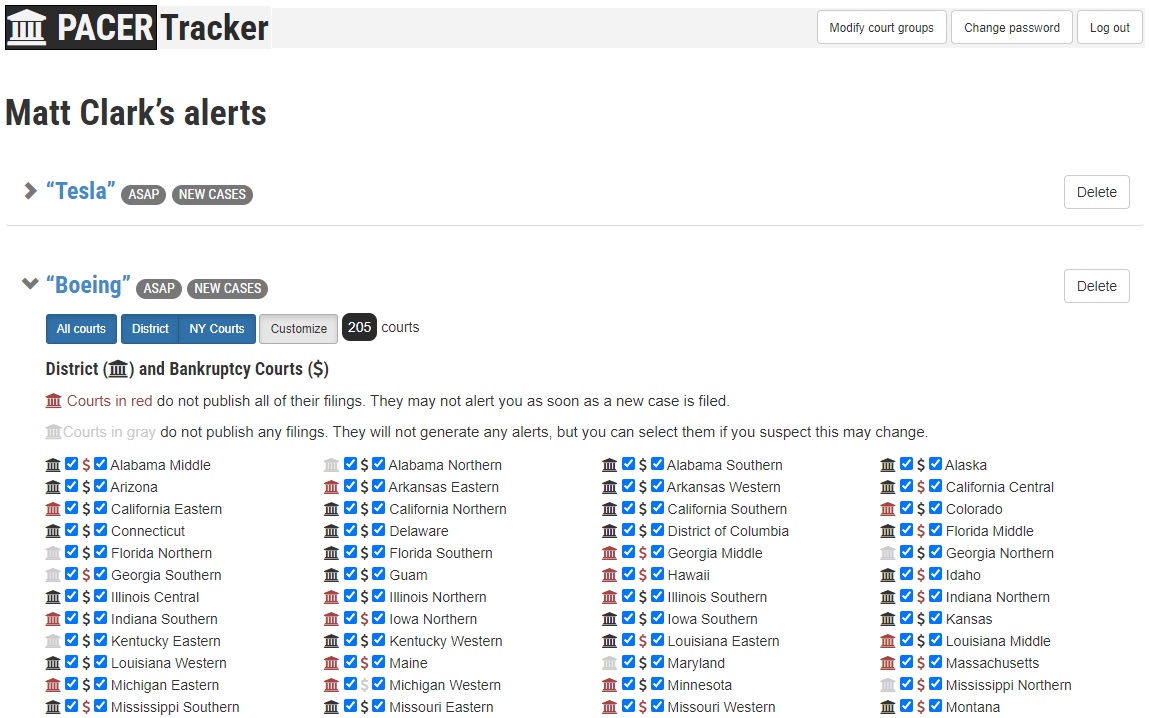 PACER Tracker
Modify court groups Change password Log out
Matt Clark’s alerts
“Tesla” ASAP NEW CASES Delete
“Boeing” ASAP NEW CASES Delete
All courts District NY Courts Customize 205 courts
District () and Bankruptcy Courts ($)
Courts in red do not publish all of their filings. They may not alert you as soon as a new case is filed.
Courts in gray do not publish any filings. They will not generate any alerts, but you can select them if you suspect this may change.
$ Alabama Middle $ Alabama Northern $ Alabama Southern $ Alaska
$ Arizona $ Arkansas Eastern $ Arkansas Western $ California Central
$ California Eastern $ California Northern $ California Southern $ Colorado
$ Connecticut $ Delaware $ District of Columbia $ Florida Middle
$ Florida Northern $ Florida Southern $ Georgia Middle $ Georgia Northern
$ Georgia Southern $ Guam $ Hawaii $ Idaho
$ Illinois Central $ Illinois Northern $ Illinois Southern $ Indiana Northern
$ Indiana Southern $ Iowa Northern $ Iowa Southern $ Kansas
$ Kentucky Eastern $ Kentucky Western $ Louisiana Eastern $ Louisiana Middle
$ Louisiana Western $ Maine $ Maryland $ Massachusetts
$ Michigan Eastern $ Michigan Western $ Minnesota $ Mississippi Northern
$ Mississippi Southern $ Missouri Eastern $ Missouri Western $ Montana